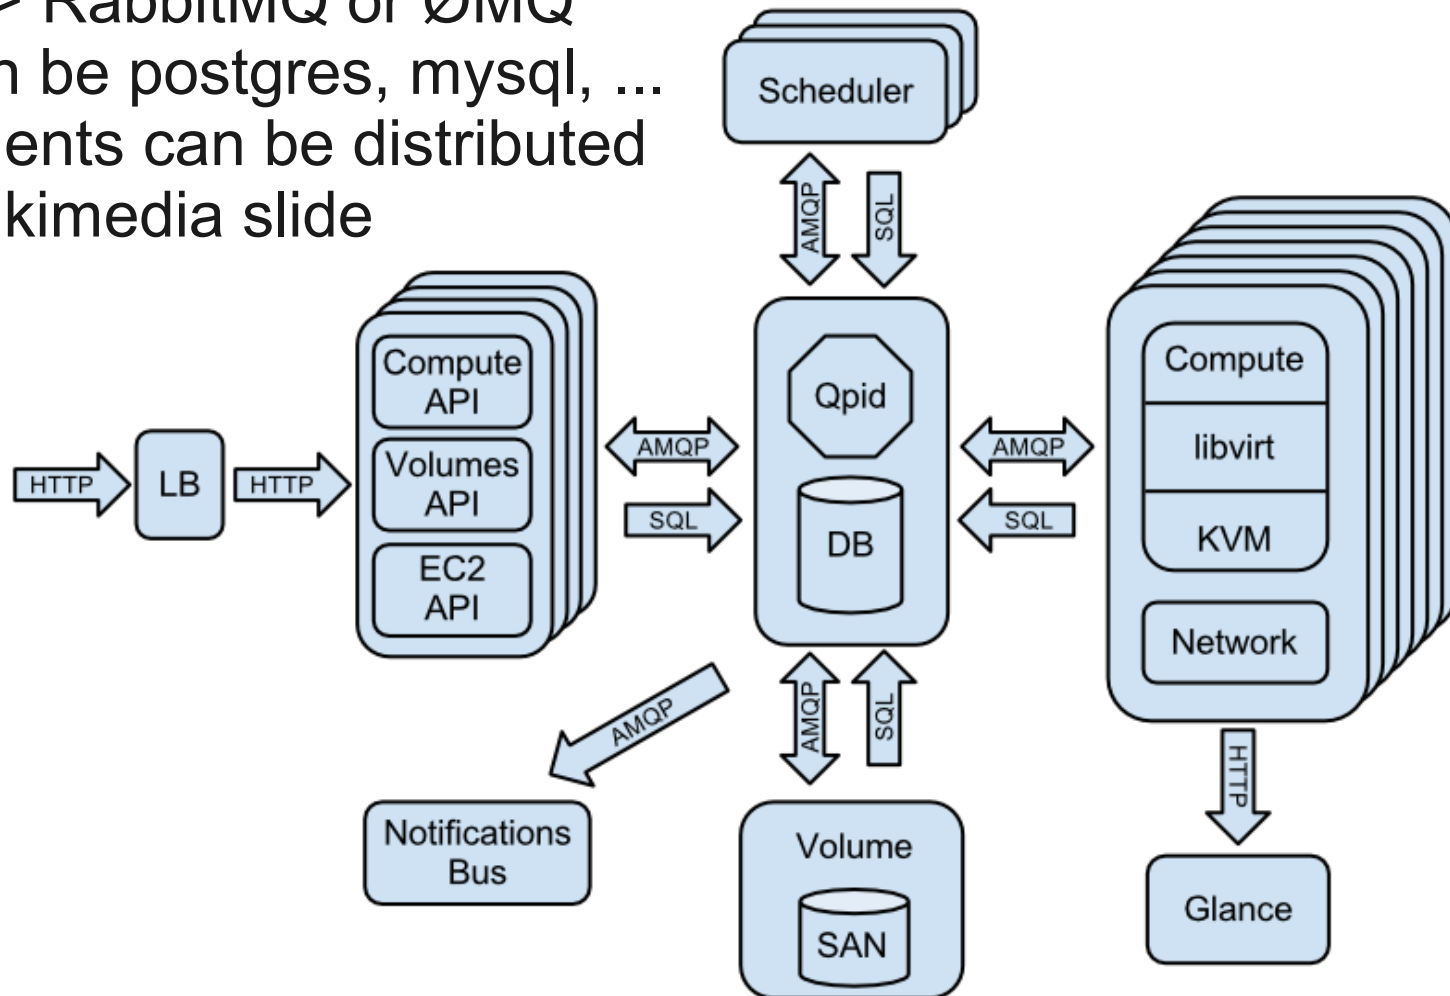 > RabbitMQ or ØMQ
be postgres, mysql, ...
ents can be distributed
kimedia slide
Scheduler
AMQP
SQL
Compute
API
Volumes
API
EC2
API
HTTP
LB
HTTP
AMQP
SQL
Qpid
DB
AMQP
SQL
Compute
libvirt
KVM
Network
AMQP
AMQP
SQL
HTTP
Notifications
Bus
Volume
SAN
Glance